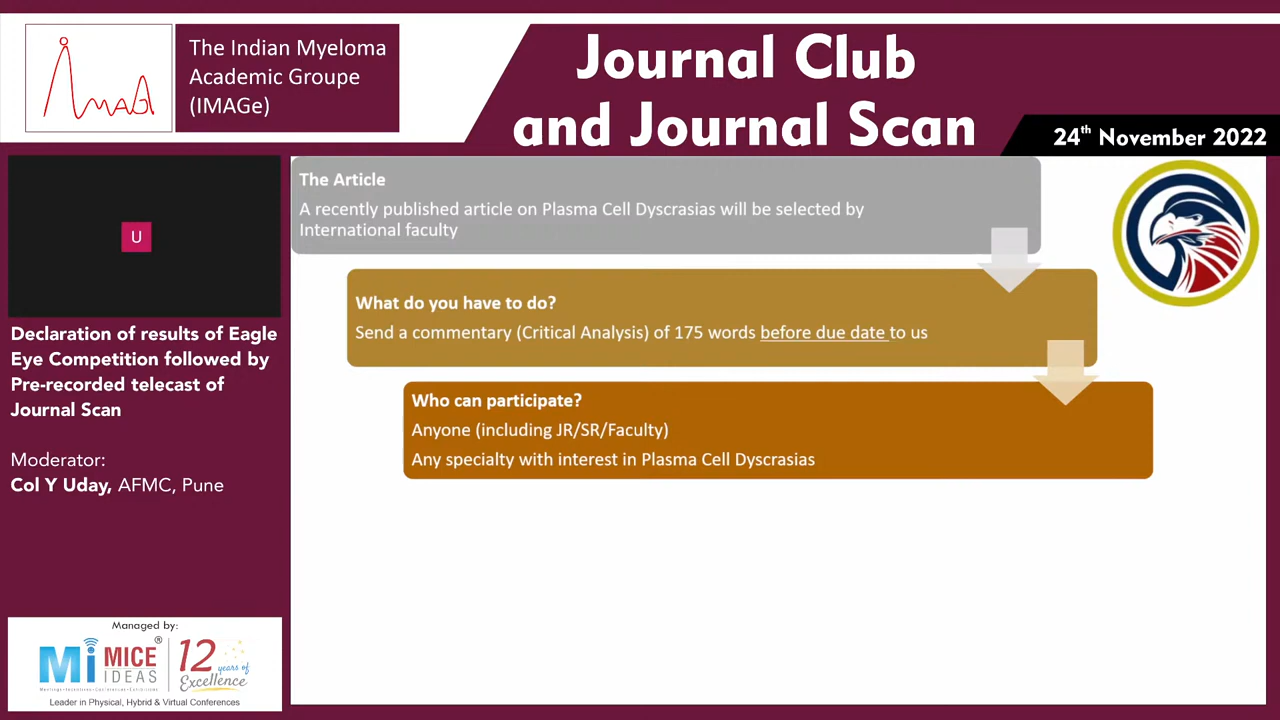 IMAGe
The Indian Myeloma
Academic Groupe
(IMAGe)
Journal Club
and Journal Scan
24th November 2022
U
Declaration of results of Eagle
Eye Competition followed by
Pre-recorded telecast of
Journal Scan
Moderator:
Col Y Uday, AFMC, Pune
The Article
A recently published article on Plasma Cell Dyscrasias will be selected by
International faculty
What do you have to do?
Send a commentary (Critical Analysis) of 175 words before due date to us
Who can participate?
Anyone (including JR/SR/Faculty)
Any specialty with interest in Plasma Cell Dyscrasias
Managed by:
Mi MICE IDEAS ®
12 years of Excellence
Leader in Physical, Hybrid & Virtual Conferences